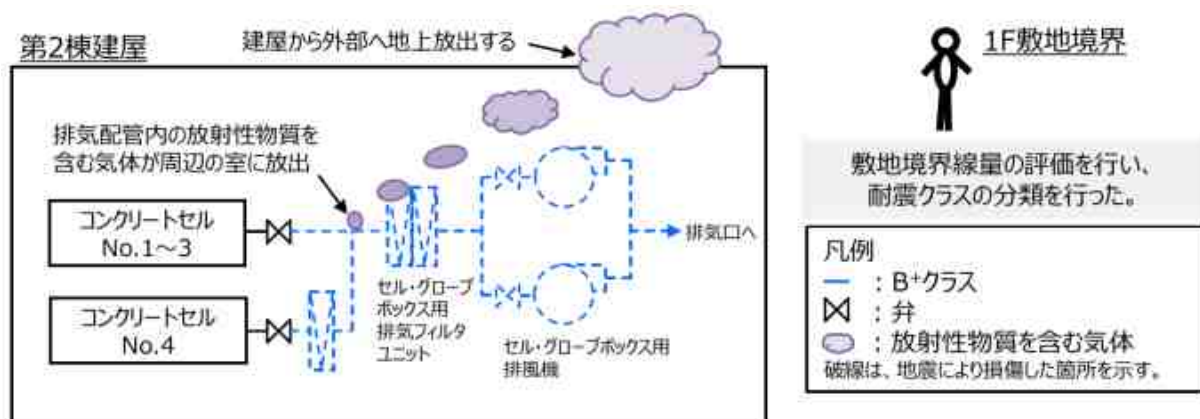 第2棟建屋
建屋から外部へ地上放出する
1F敷地境界
排気配管内の放射性物質を
含む気体が周辺の室に放出
敷地境界線量の評価を行い、
耐震クラスの分類を行った。
コンクリートセル
No.1～3
排気口へ
コンクリートセル
No.4
セル・グローブ
ボックス用
排気フィルタ
ユニット
セル・グローブボックス用
排風機
凡例
：B⁺クラス
：弁
：放射性物質を含む気体
破線は、地震により損傷した箇所を示す。